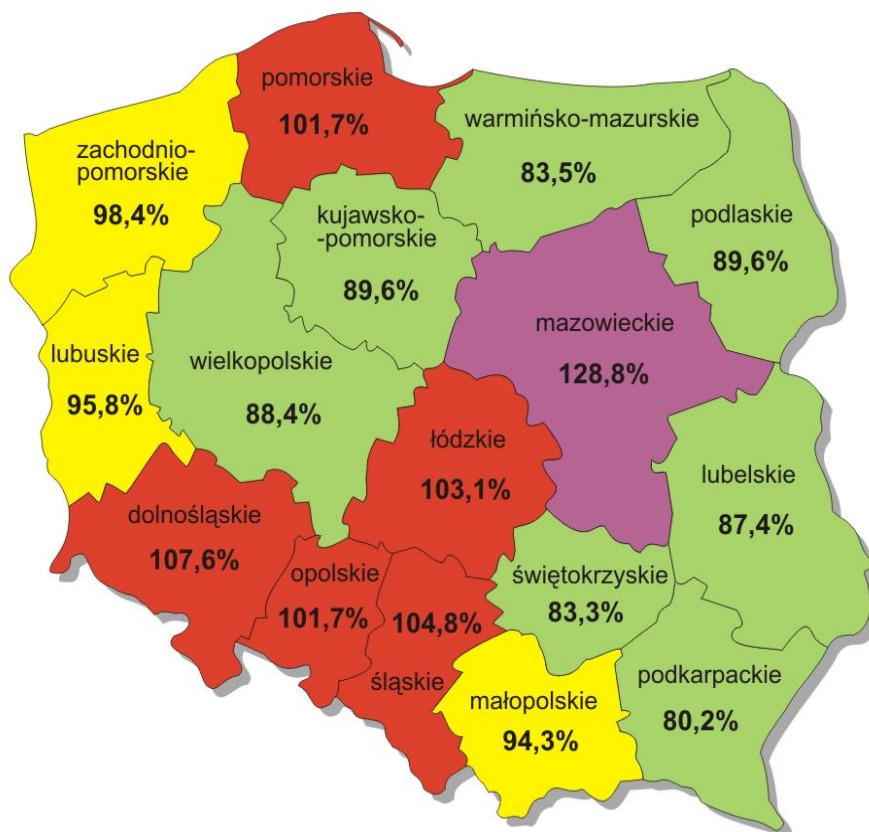 pomorskie
101,7%
warmińsko-mazurskie
83,5%
zachodnio-
pomorskie
98,4%
kujawsko-
-pomorskie
89,6%
podlaskie
89,6%
mazowieckie
128,8%
lubuskie
95,8%
wielkopolskie
88,4%
łódzkie
103,1%
lubelskie
87,4%
dolnośląskie
107,6%
opolskie
101,7%
104,8%
śląskie
świętokrzyskie
83,3%
małopolskie
94,3%
podkarpackie
80,2%